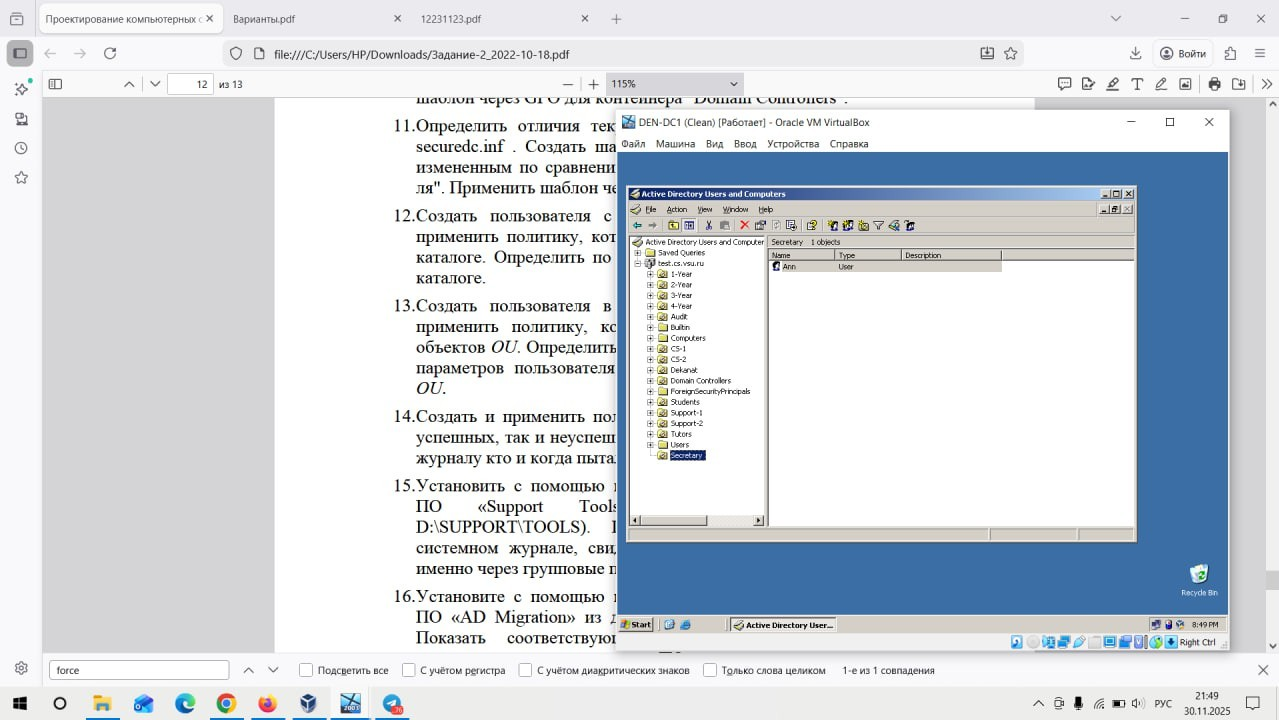 Проектирование компьютерных с
Варианты.pdf
12231123.pdf
file:///C:/Users/HP/Downloads/Задание-2_2022-10-18.pdf
Войти
12 из 13
115%
шаблон через GPO для контейнера "Domain Controllers".
11.Определить отличия тек
securedc.inf . Создать ша
измененным по сравнени
ля". Применить шаблон че
12.Создать пользователя с
применить политику, кот
каталоге. Определить по
каталоге.
13.Создать пользователя в
применить политику, ко
объектов OU. Определить
параметров пользователя
OU.
14.Создать и применить пол
успешных, так и неуспеш
журналу кто и когда пыта
15.Установить с помощью п
ПО «Support Tools
D:\SUPPORT\TOOLS). П
системном журнале, сви
именно через групповые п
16.Установите с помощью п
ПО «AD Migration» из д
Показать соответствую
DEN-DC1 (Clean) [Работает] - Oracle VM VirtualBox
Файл Машина Вид Ввод Устройства Справка
Active Directory Users and Computers
File Action View Window Help
Active Directory Users and Computer
Saved Queries
test.cs.vsu.ru
1-Year
2-Year
3-Year
4-Year
Audit
Builtin
Computers
CS-1
CS-2
Dekanat
Domain Controllers
ForeignSecurityPrincipals
Students
Support-1
Support-2
Tutors
Users
Secretary
Secretary 1 objects
Name Type Description
Ann User
Recycle Bin
Start Active Directory User... 8:49 PM
Right Ctrl
force Подсветить все С учётом регистра С учётом диакритических знаков Только слова целиком 1-е из 1 совпадения
РУС
21:49
30.11.2025